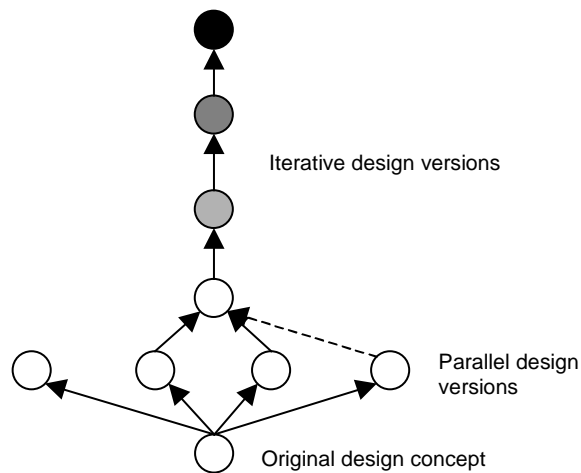 Iterative design versions
Parallel design
versions
Original design concept